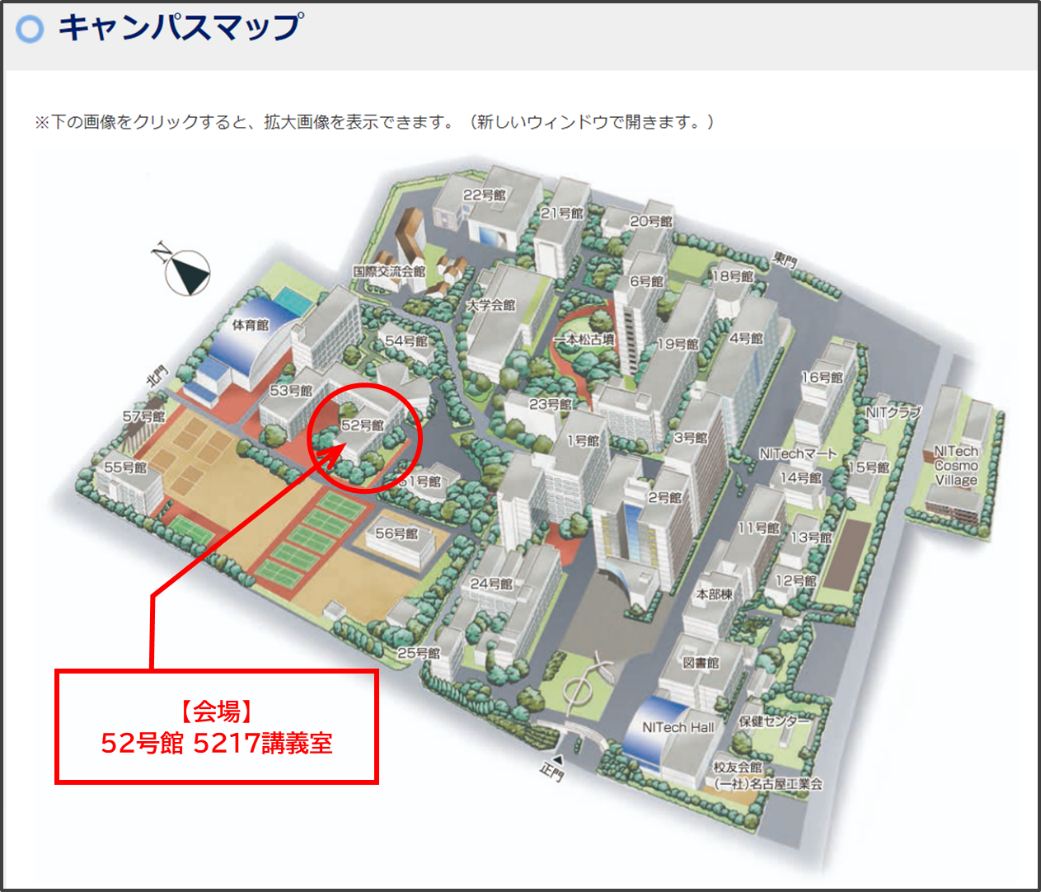 キャンパスマップ
※下の画像をクリックすると、拡大画像を表示できます。（新しいウィンドウで開きます。）
N
22号館
21号館
20号館
東門
国際交流会館
6号館
18号館
大学会館
体育館
54号館
一本松古墳
19号館
4号館
北門
53号館
16号館
57号館
52号館
23号館
NITクラブ
1号館
3号館
NITechマート
NITech
Cosmo
Village
55号館
51号館
15号館
14号館
2号館
56号館
11号館
13号館
24号館
12号館
本部棟
25号館
図書館
【会場】
52号館 5217講義室
NITech Hall
保健センター
正門
校友会館
(一社)名古屋工業会